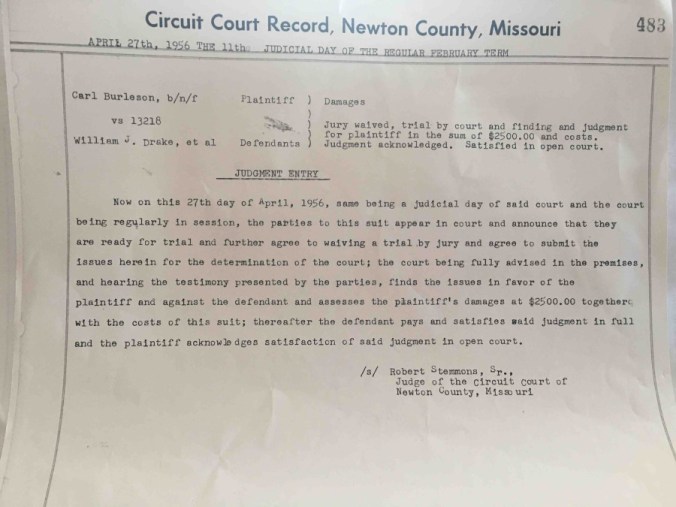 Circuit Court Record, Newton County, Missouri 483
APRIL 27th, 1956 THE 11th JUDICIAL DAY OF THE REGULAR FEBRUARY TERM
Carl Burleson, b/n/f Plaintiff ) Damages
)
vs 13218 ) Jury waived, trial by court and finding and judgment
) for plaintiff in the sum of $2500.00 and costs.
William J. Drake, et al Defendants ) Judgment acknowledged. Satisfied in open court.
JUDGMENT ENTRY
Now on this 27th day of April, 1956, same being a judicial day of said court and the court
being regularly in session, the parties to this suit appear in court and announce that they
are ready for trial and further agree to waiving a trial by jury and agree to submit the
issues herein for the determination of the court; the court being fully advised in the premises,
and hearing the testimony presented by the parties, finds the issues in favor of the
plaintiff and against the defendant and assesses the plaintiff's damages at $2500.00 together
with the costs of this suit; thereafter the defendant pays and satisfies said judgment in full
and the plaintiff acknowledges satisfaction of said judgment in open court.
/s/ Robert Stemmons, Sr.,
Judge of the Circuit Court of
Newton County, Missouri